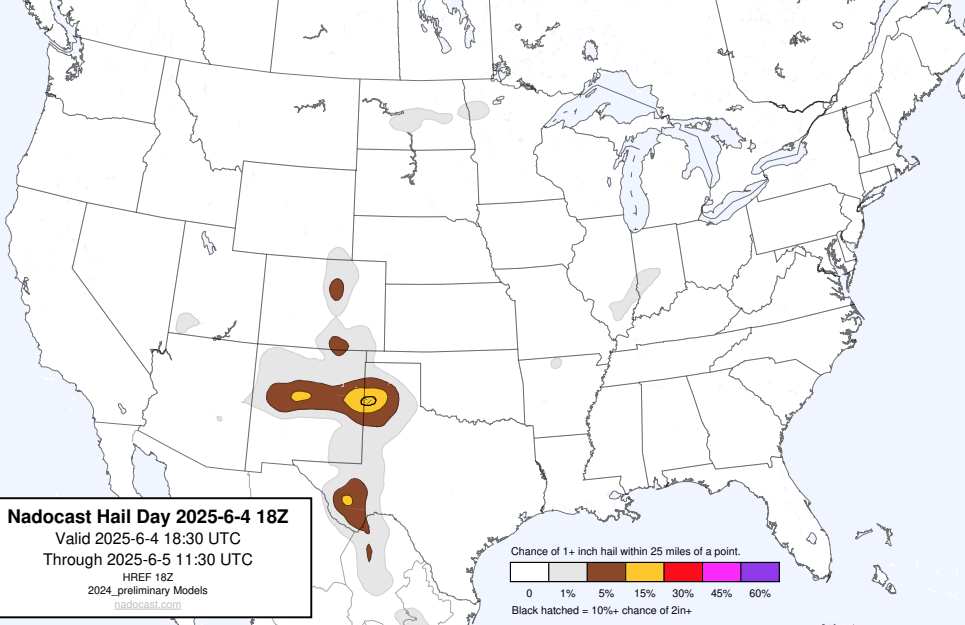 Nadocast Hail Day 2025-6-4 18Z
Valid 2025-6-4 18:30 UTC
Through 2025-6-5 11:30 UTC
HREF 18Z
2024_preliminary Models
nadocast.com
Chance of 1+ inch hail within 25 miles of a point.
0 1% 5% 15% 30% 45% 60%
Black hatched = 10%+ chance of 2in+